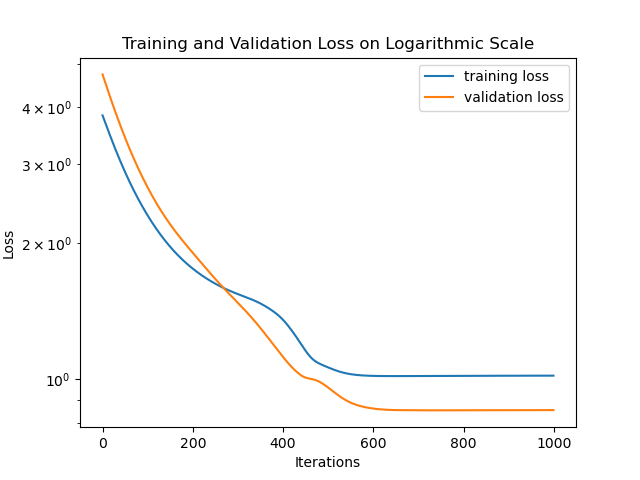 Training and Validation Loss on Logarithmic Scale
training loss
validation loss
4 × 10⁰
3 × 10⁰
2 × 10⁰
10⁰
Loss
0 200 400 600 800 1000
Iterations